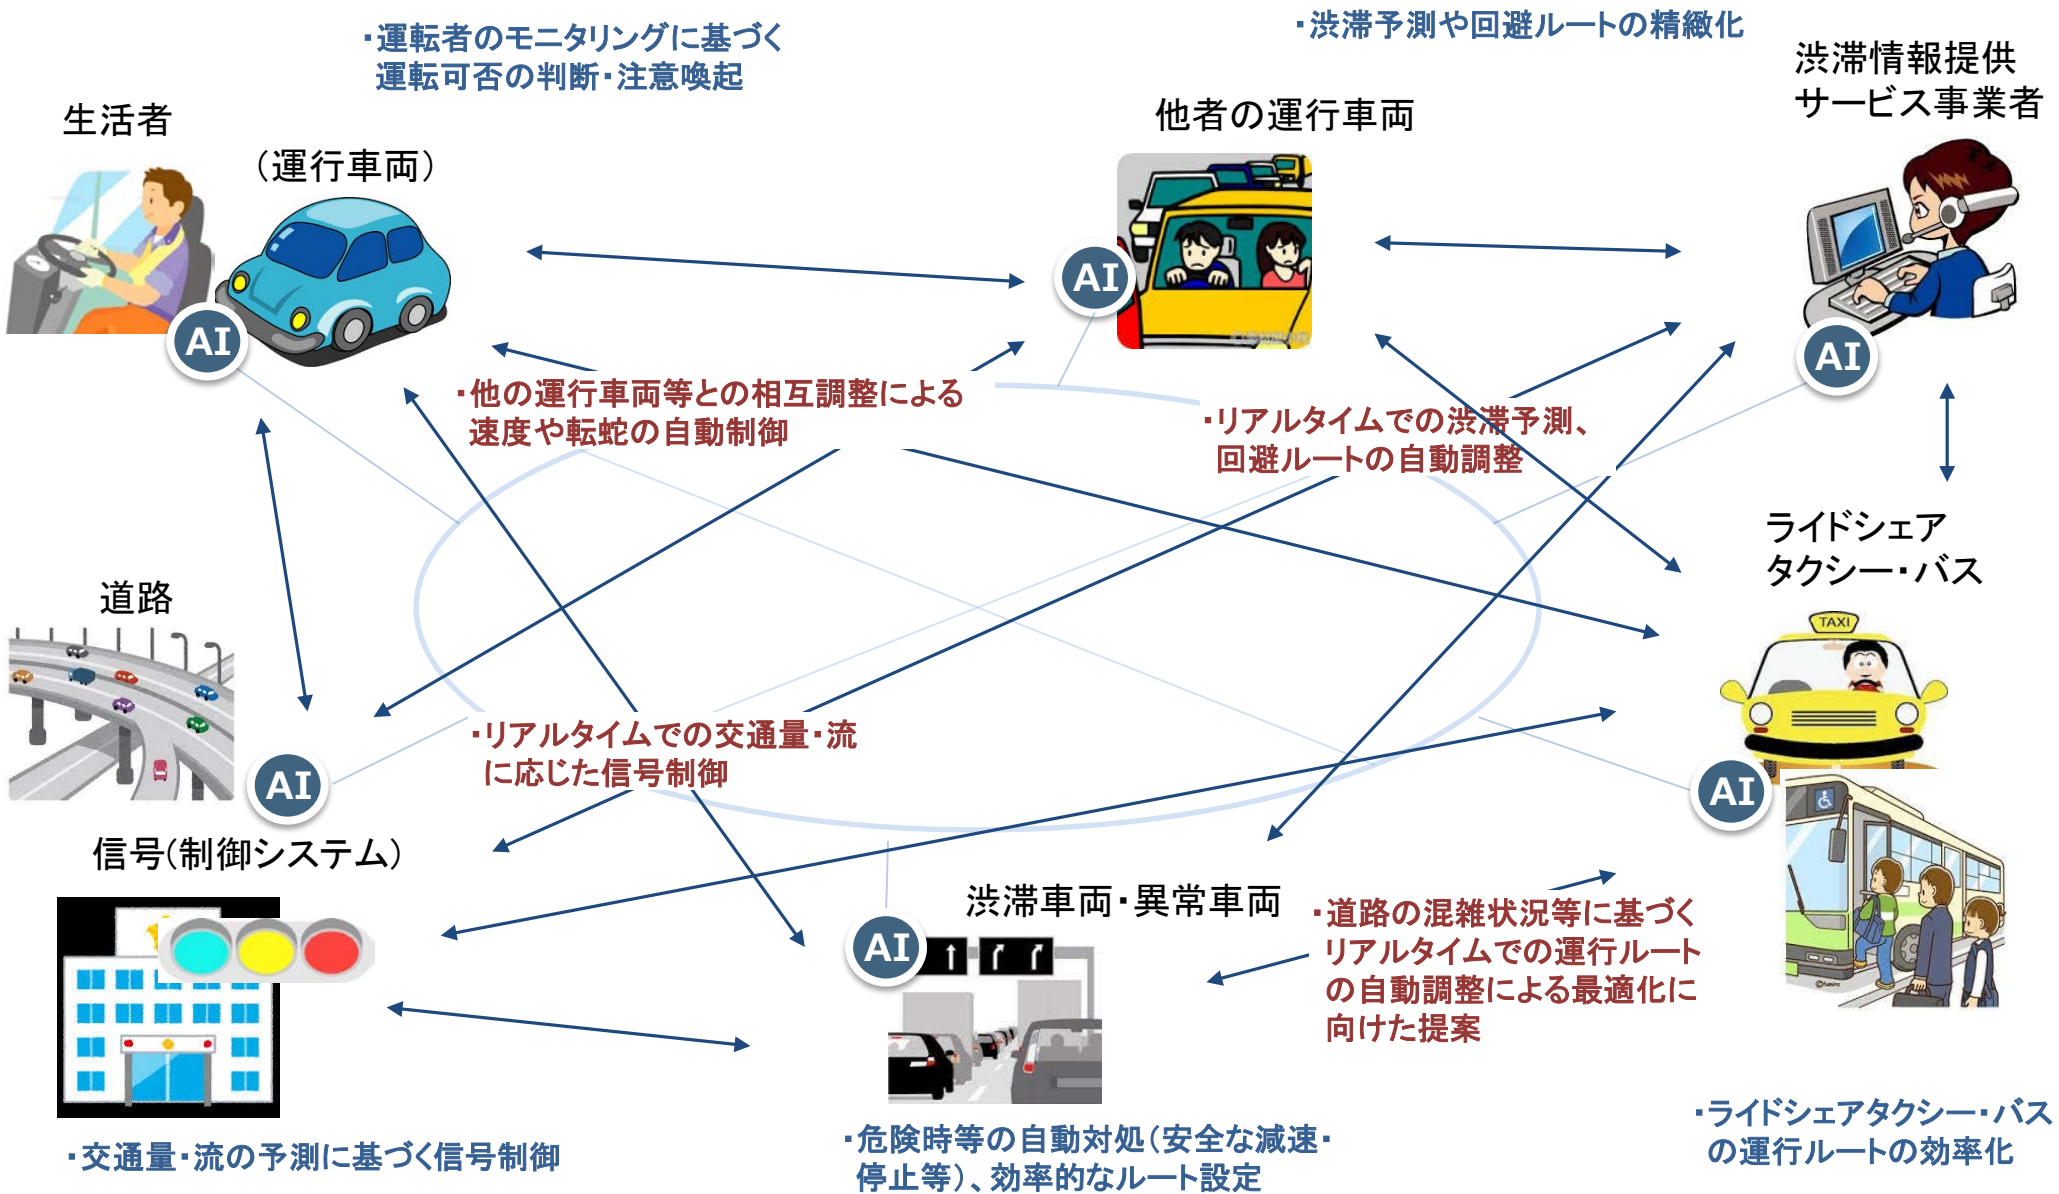 ・運転者のモニタリングに基づく
運転可否の判断・注意喚起
・渋滞予測や回避ルートの精緻化
渋滞情報提供
サービス事業者
生活者
（運行車両）
他者の運行車両
AI
AI
AI
・他の運行車両等との相互調整による
速度や転蛇の自動制御
・リアルタイムでの渋滞予測、
回避ルートの自動調整
ライドシェア
タクシー・バス
道路
TAXI
・リアルタイムでの交通量・流
に応じた信号制御
AI
AI
信号(制御システム)
渋滞車両・異常車両
AI
・道路の混雑状況等に基づく
リアルタイムでの運行ルート
の自動調整による最適化に
向けた提案
・交通量・流の予測に基づく信号制御
・危険時等の自動対処（安全な減速・
停止等）、効率的なルート設定
・ライドシェアタクシー・バス
の運行ルートの効率化